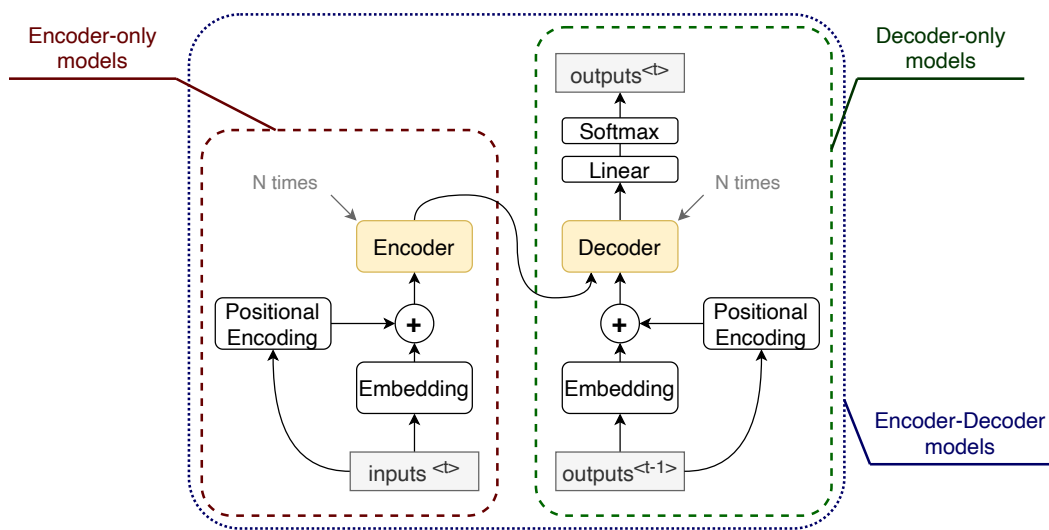 Encoder-only
models
Decoder-only
models
outputs<t>
Softmax
Linear
N times
N times
Encoder
Decoder
Positional
Encoding
+
+
Positional
Encoding
Embedding
Embedding
Encoder-Decoder
models
inputs <t>
outputs<t-1>